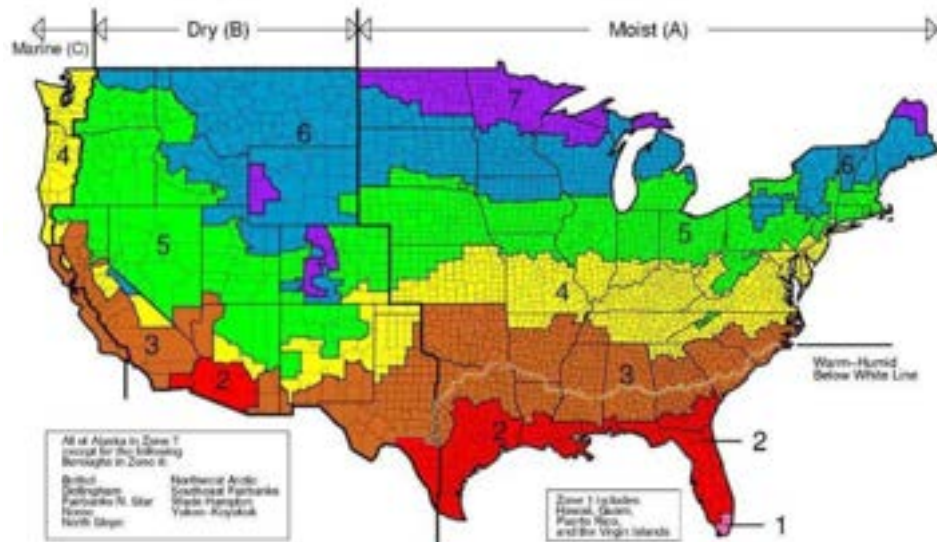 Marine (C)
Dry (B)
Moist (A)
7
6
6
4
5
5
4
3
3
2
2
Warm-Humid
Below White Line
2
1
All of Alaska in Zone 7
except for the following
Boroughs in Zone 8:
Bethel Northwest Arctic
Dellingham Southeast Fairbanks
Fairbanks N. Star Wade Hampton
Nome Yukon-Koyukuk
North Slope
Zone 1 includes
Hawaii, Guam,
Puerto Rico,
and the Virgin Islands